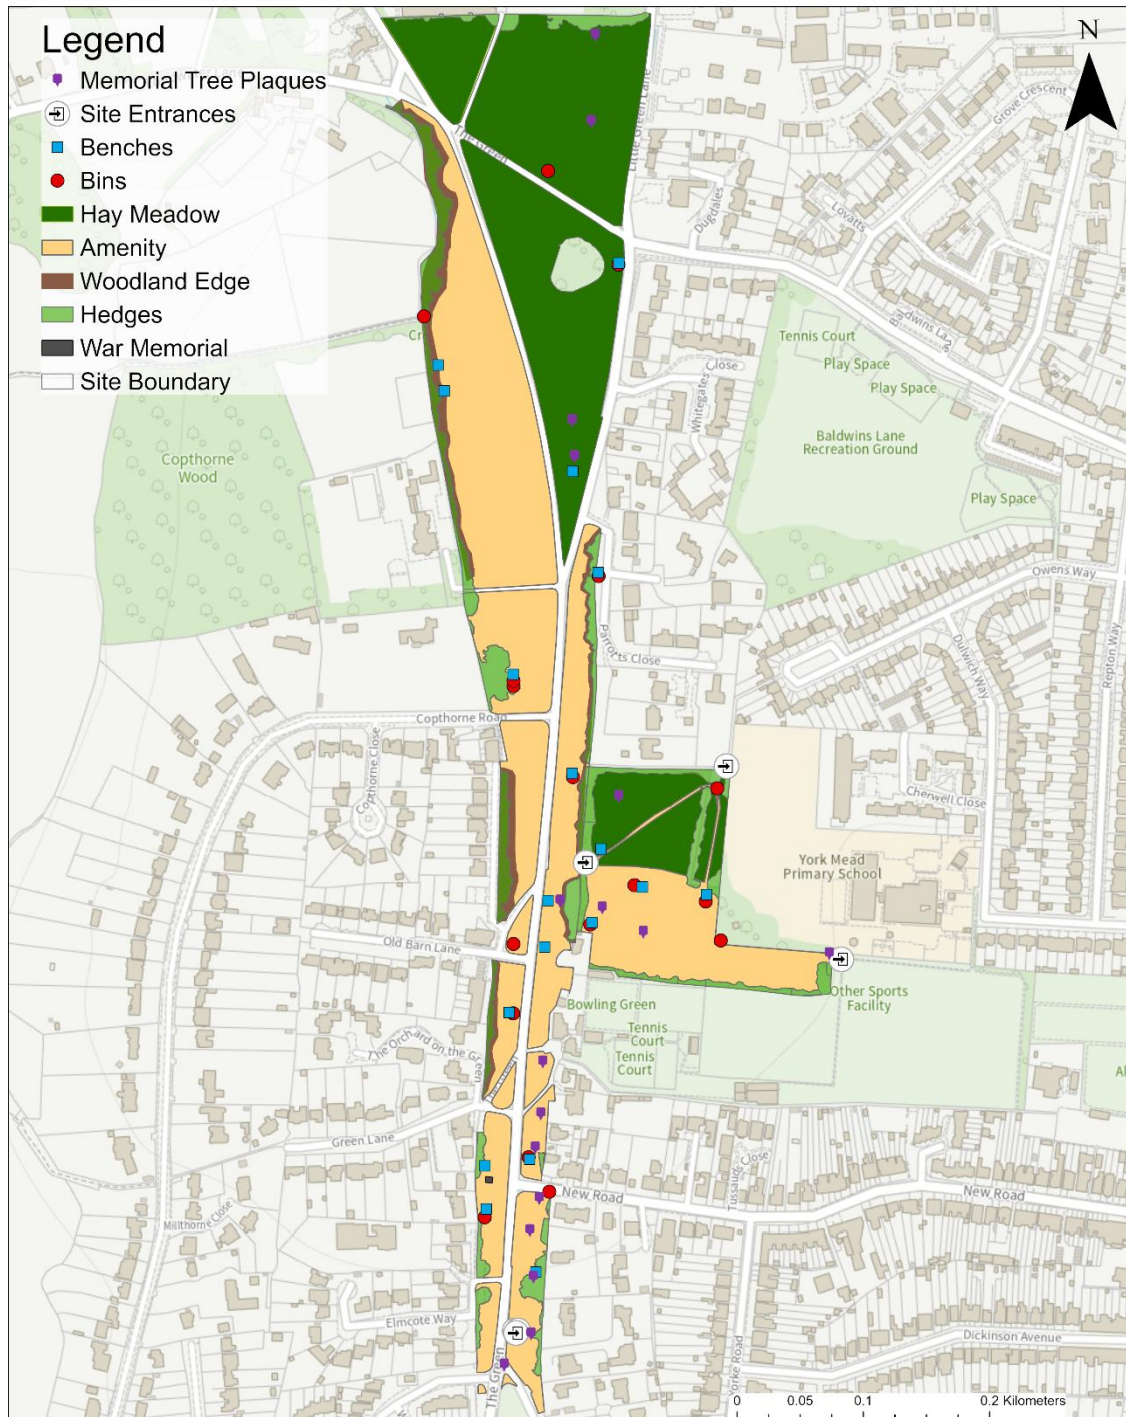 Legend
Memorial Tree Plaques
Site Entrances
Benches
Bins
Hay Meadow
Amenity
Woodland Edge
Hedges
War Memorial
Site Boundary
N
Grove Crescent
The Green
Little Green Lane
Dugdales
Lovatts
Tennis Court
Play Space
Play Space
Whitegates Close
Baldwins Lane
Recreation Ground
Copthorne
Wood
Play Space
Owens Way
Parrotts Close
Dulwich Way
Repton Way
Copthorne Road
Copthorne Close
Cherwell Close
York Mead
Primary School
Old Barn Lane
Bowling Green
Other Sports
Facility
Tennis
Court
Tennis
Court
The Orchard on the Green
Green Lane
Tussauds Close
New Road
New Road
Millthorne Close
Elmcote Way
The Green
Yorke Road
Dickinson Avenue
0 0.05 0.1 0.2 Kilometers